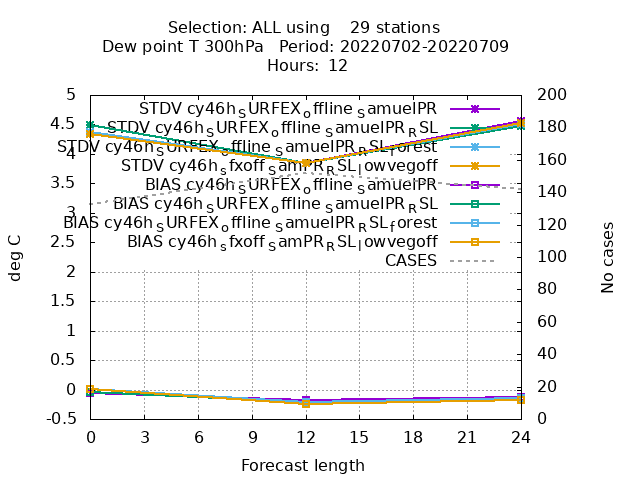 Selection: ALL using 29 stations
Dew point T 300hPa Period: 20220702-20220709
Hours: 12
STDV cy46h_SURFEX_offline_SamuelPR
STDV cy46h_SURFEX_offline_SamuelPR_RSL
STDV cy46h_SURFEX_offline_SamuelPR_RSL_forest
STDV cy46h_sfxoff_SamPR_RSL_lowvegoff
BIAS cy46h_SURFEX_offline_SamuelPR
BIAS cy46h_SURFEX_offline_SamuelPR_RSL
BIAS cy46h_SURFEX_offline_SamuelPR_RSL_forest
BIAS cy46h_sfxoff_SamPR_RSL_lowvegoff
CASES
5
4.5
4
3.5
3
2.5
2
1.5
1
0.5
0
-0.5
deg C
200
180
160
140
120
100
80
60
40
20
0
No cases
0 3 6 9 12 15 18 21 24
Forecast length